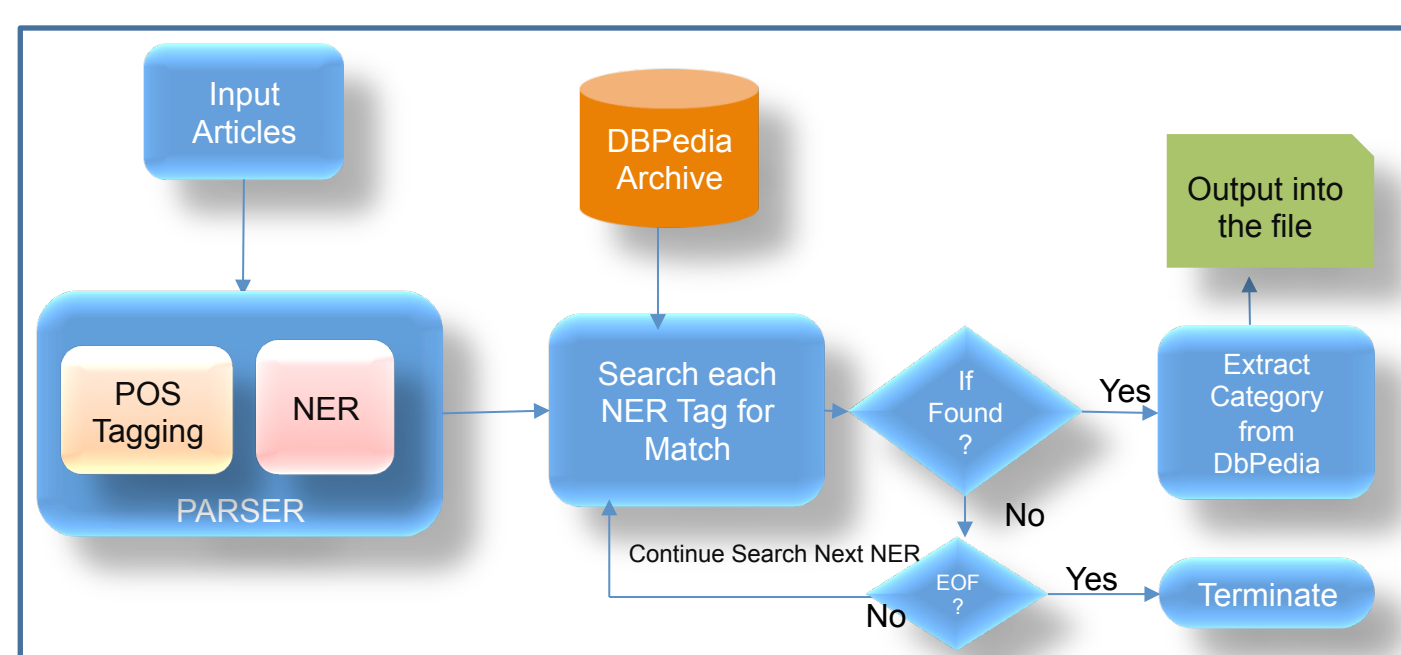 Input
Articles
DBPedia
Archive
Output into
the file
POS
Tagging
NER
PARSER
Search each
NER Tag for
Match
If
Found
?
Yes
Extract
Category
from
DbPedia
No
Continue Search Next NER
EOF
?
No
Yes
Terminate